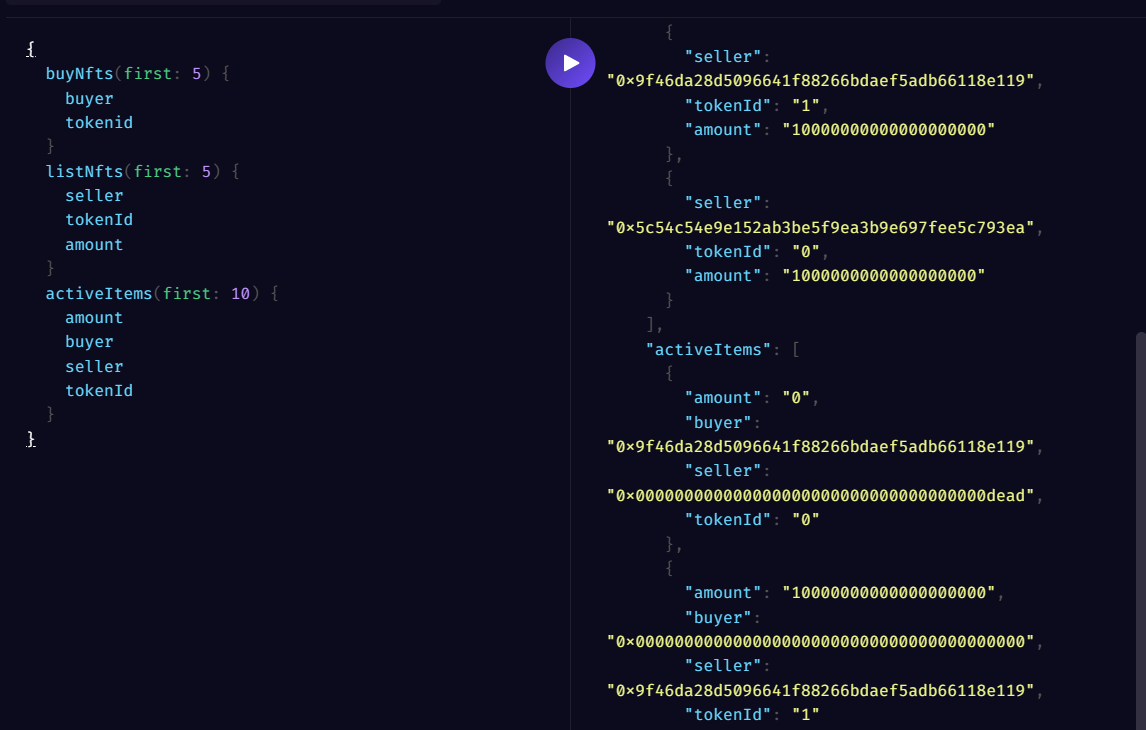 {
  buyNfts(first: 5) {
    buyer
    tokenid
  }
  listNfts(first: 5) {
    seller
    tokenId
    amount
  }
  activeItems(first: 10) {
    amount
    buyer
    seller
    tokenId
  }
}
{
"seller":
"0x9f46da28d5096641f88266bdaef5adb66118e119",
"tokenId": "1",
"amount": "10000000000000000000"
},
{
"seller":
"0x5c54c54e9e152ab3be5f9ea3b9e697fee5c793ea",
"tokenId": "0",
"amount": "1000000000000000000"
}
],
"activeItems": [
{
"amount": "0",
"buyer":
"0x9f46da28d5096641f88266bdaef5adb66118e119",
"seller":
"0x000000000000000000000000000000000000dead",
"tokenId": "0"
},
{
"amount": "10000000000000000000",
"buyer":
"0x0000000000000000000000000000000000000000",
"seller":
"0x9f46da28d5096641f88266bdaef5adb66118e119",
"tokenId": "1"